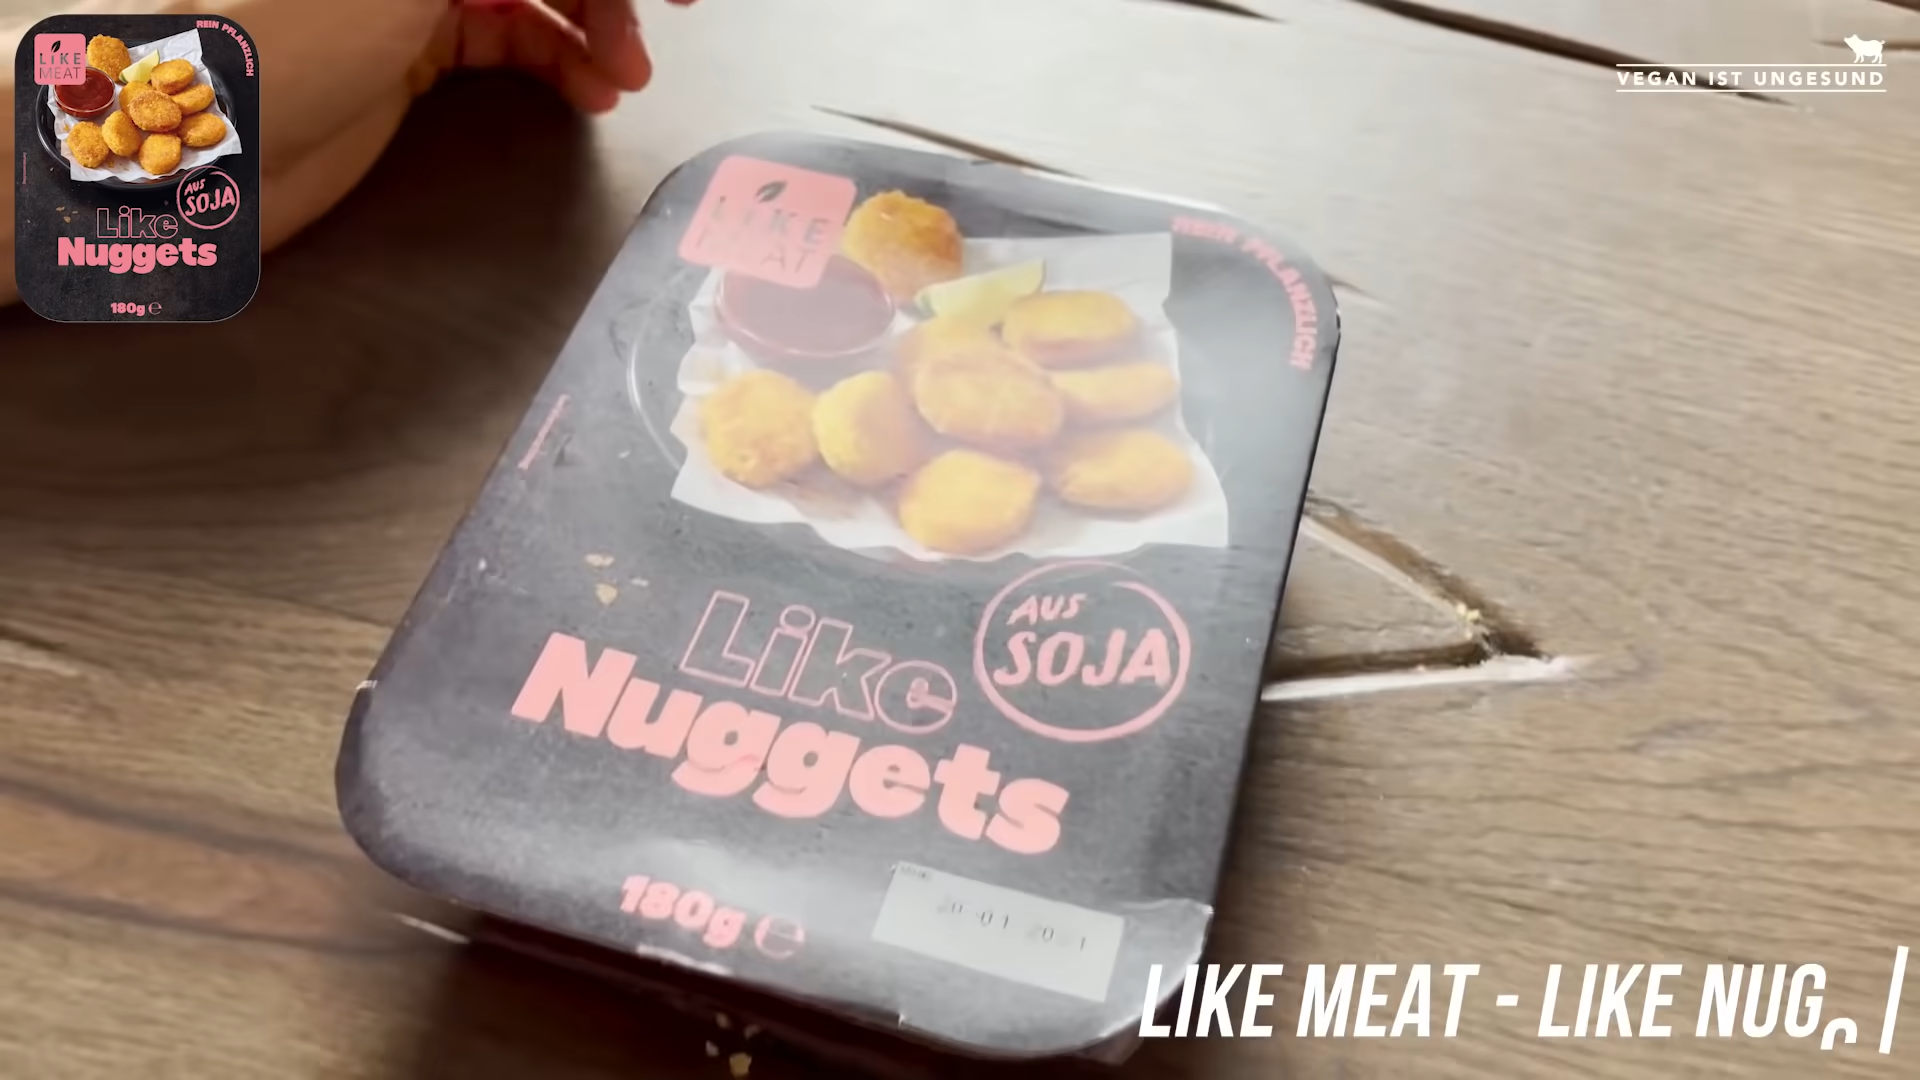 REIN PFLANZLICH
LIKE
MEAT
AUS
SOJA
Like
Nuggets
180g e
VEGAN IST UNGESUND
LIKE
MEAT
REIN PFLANZLICH
AUS
SOJA
Like
Nuggets
180g e
LIKE MEAT - LIKE NUG